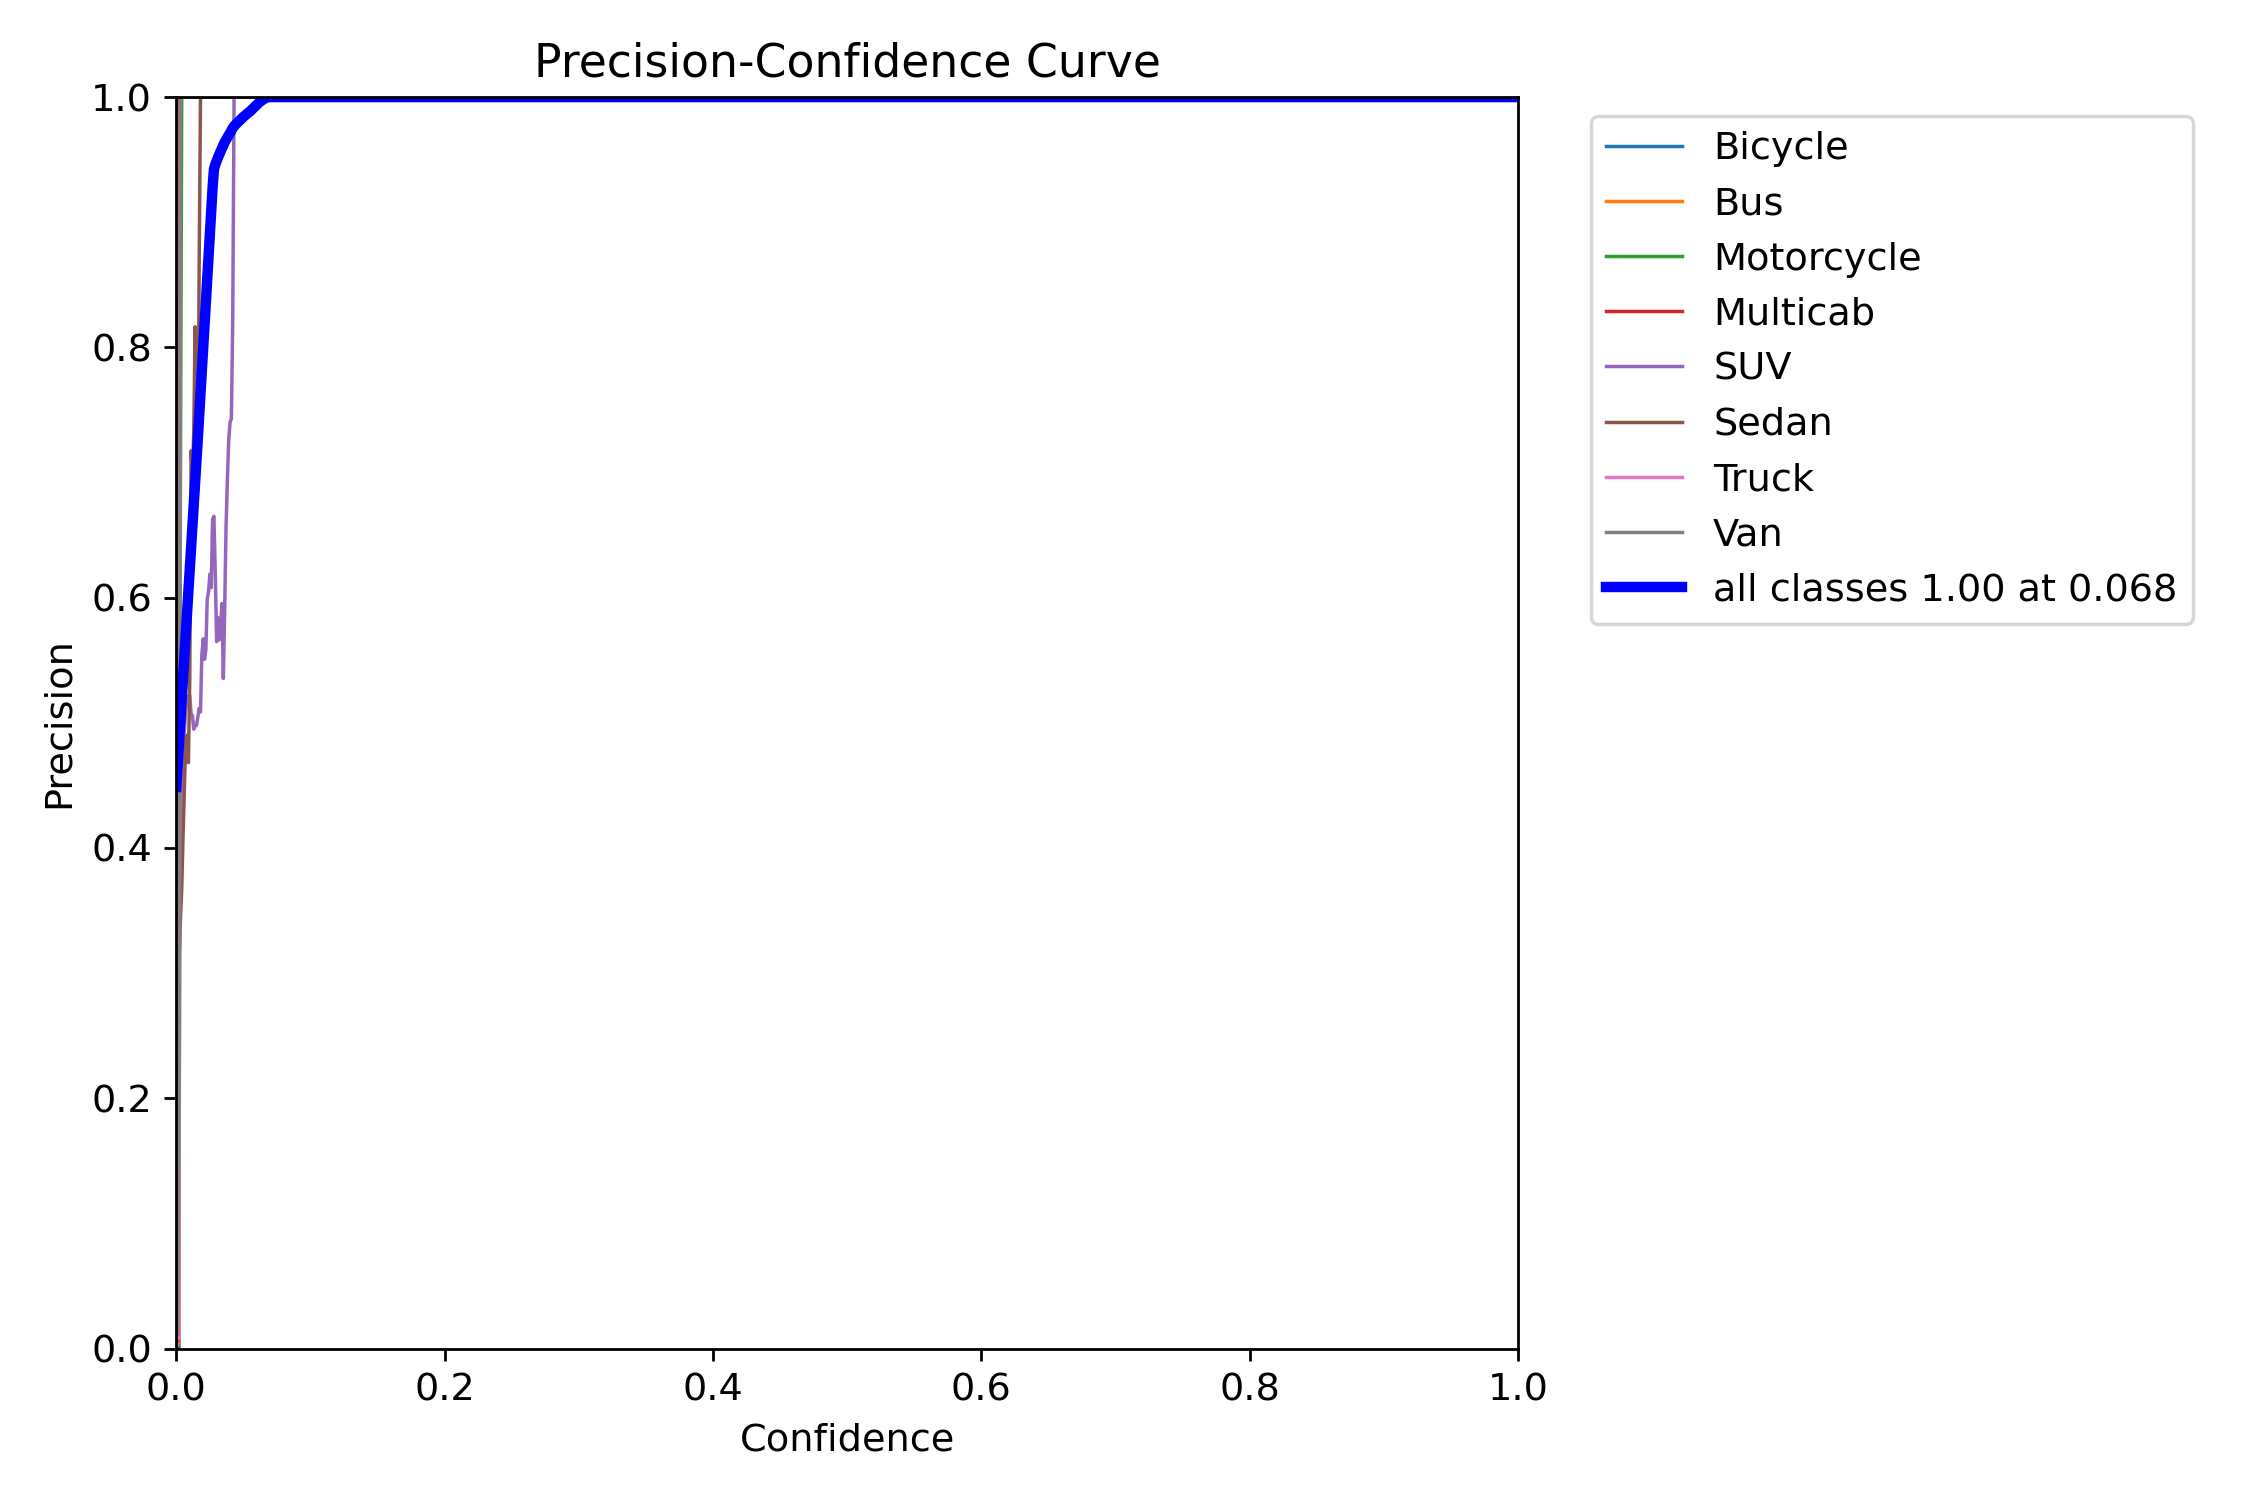 Precision-Confidence Curve
1.0
0.8
0.6
0.4
0.2
0.0
Precision
0.0 0.2 0.4 0.6 0.8 1.0
Confidence
Bicycle
Bus
Motorcycle
Multicab
SUV
Sedan
Truck
Van
all classes 1.00 at 0.068